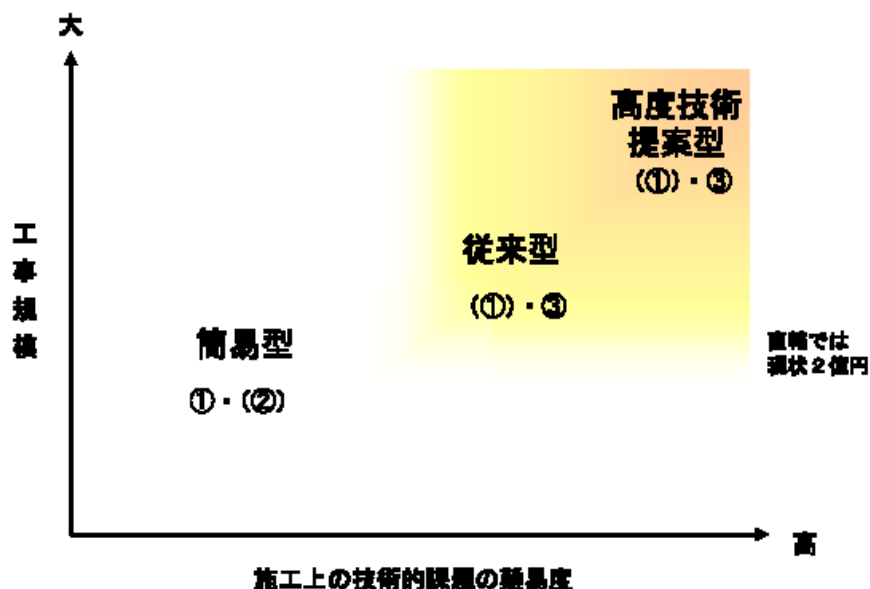 大
高度技術
提案型
(①)・③
工事規模
従来型
(①)・③
簡易型
①・(②)
直轄では
現状２億円
高
施工上の技術的課題の難易度